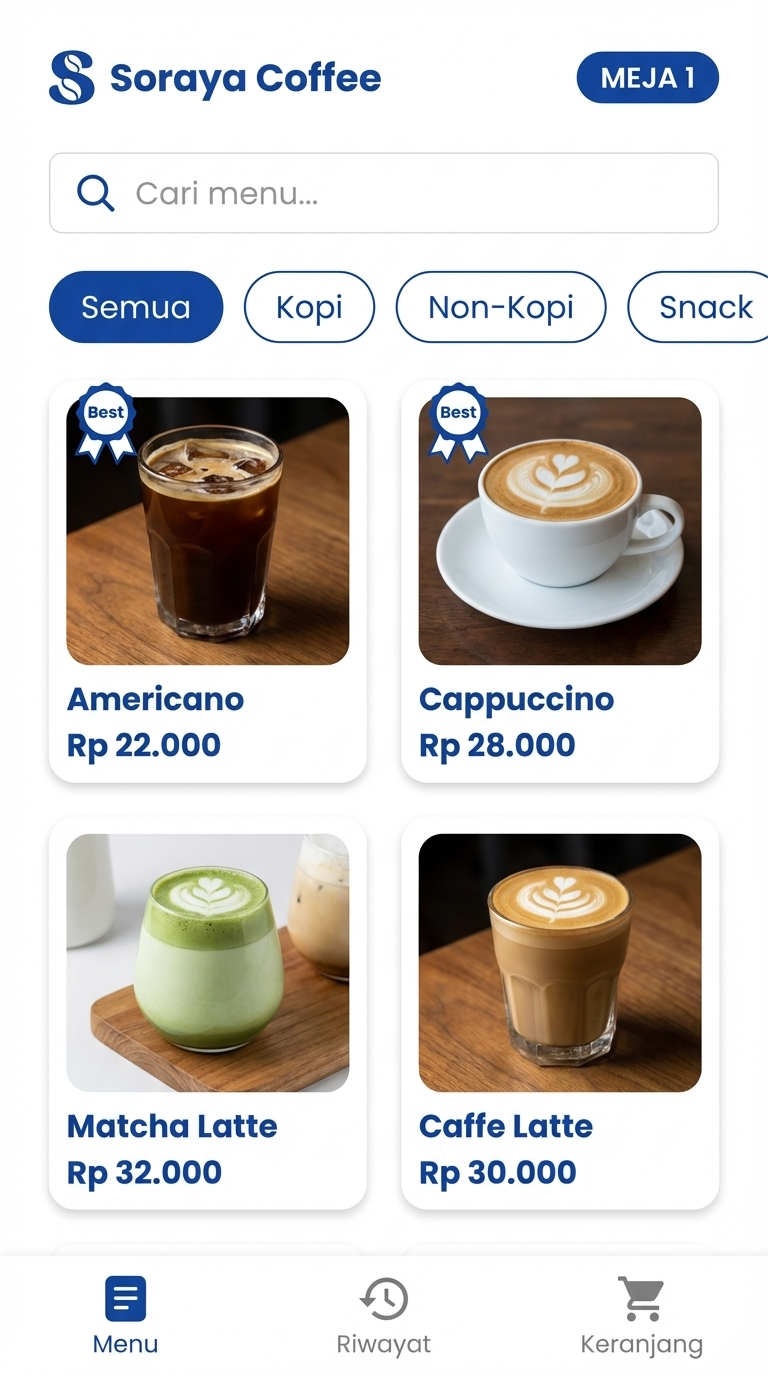 Soraya Coffee
MEJA 1
Cari menu...
Semua
Kopi
Non-Kopi
Snack
Best
Best
Americano
Rp 22.000
Cappuccino
Rp 28.000
Matcha Latte
Rp 32.000
Caffe Latte
Rp 30.000
Menu
Riwayat
Keranjang